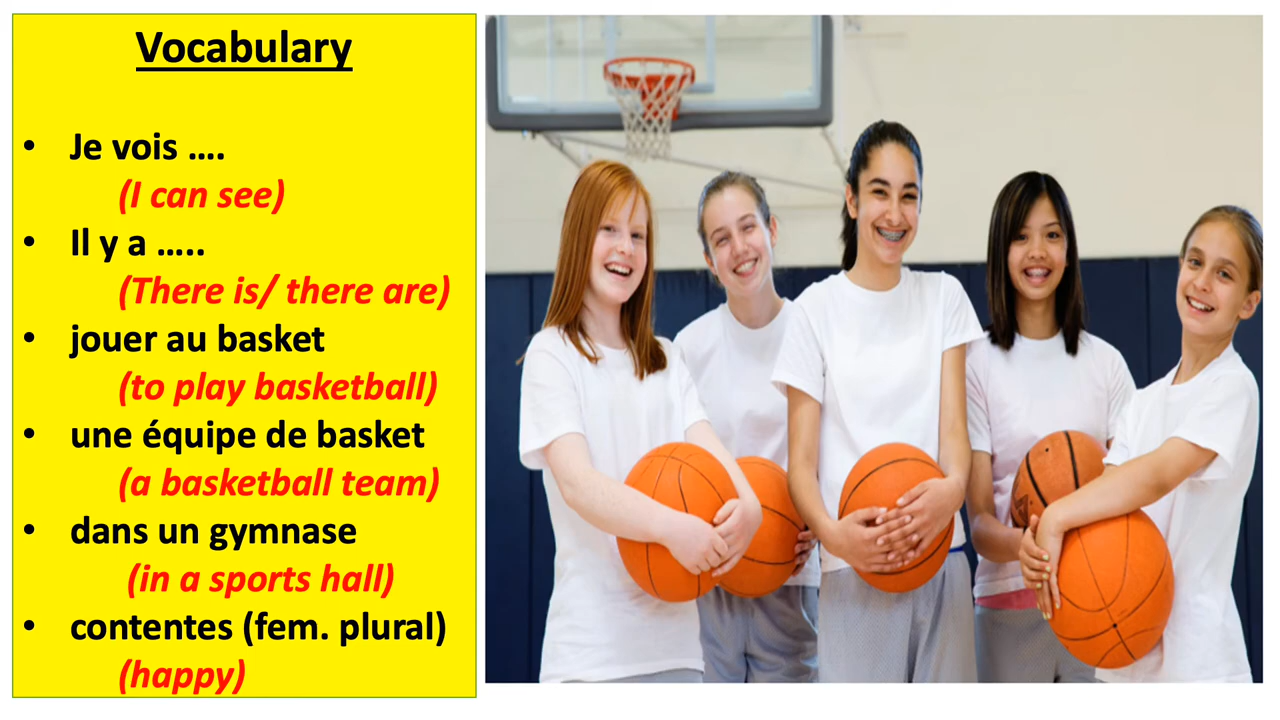 Vocabulary
• Je vois ….
(I can see)
• Il y a …..
(There is/ there are)
• jouer au basket
(to play basketball)
• une équipe de basket
(a basketball team)
• dans un gymnase
(in a sports hall)
• contentes (fem. plural)
(happy)